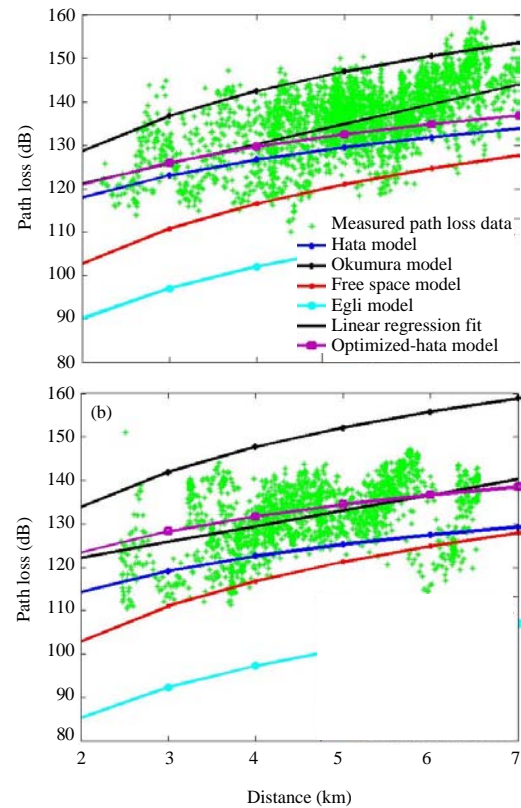 160
150
140
130
120
110
100
90
80
Path loss (dB)
Measured path loss data
Hata model
Okumura model
Free space model
Egli model
Linear regression fit
Optimized-hata model
(b)
160
150
140
130
120
110
100
90
80
Path loss (dB)
2 3 4 5 6 7
Distance (km)